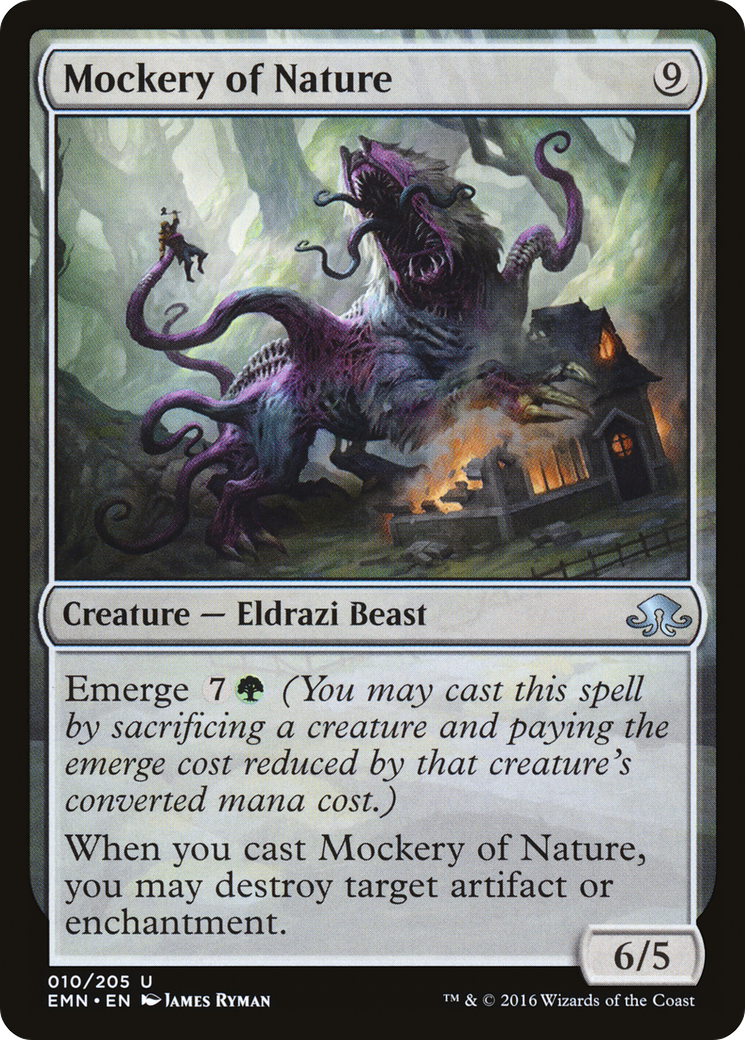 Mockery of Nature 9
Creature — Eldrazi Beast
Emerge 7 (You may cast this spell
by sacrificing a creature and paying the
emerge cost reduced by that creature's
converted mana cost.)
When you cast Mockery of Nature,
you may destroy target artifact or
enchantment.
6/5
010/205 U
EMN • EN James Ryman ™ & © 2016 Wizards of the Coast